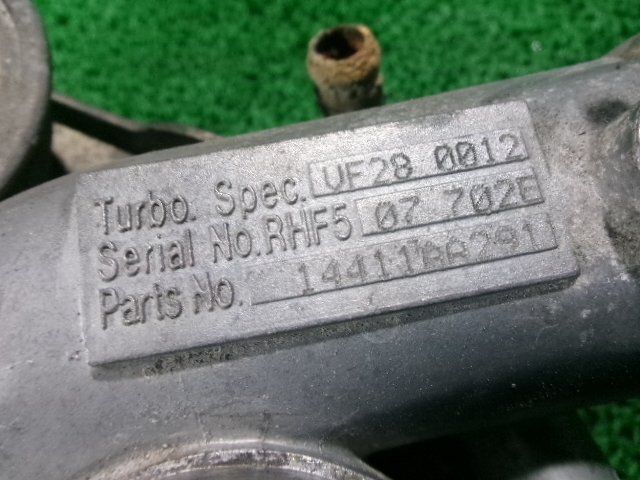 Turbo. Spec. VF28 0012
Serial No. RHF5 07 702E
Parts No. 14411AA291